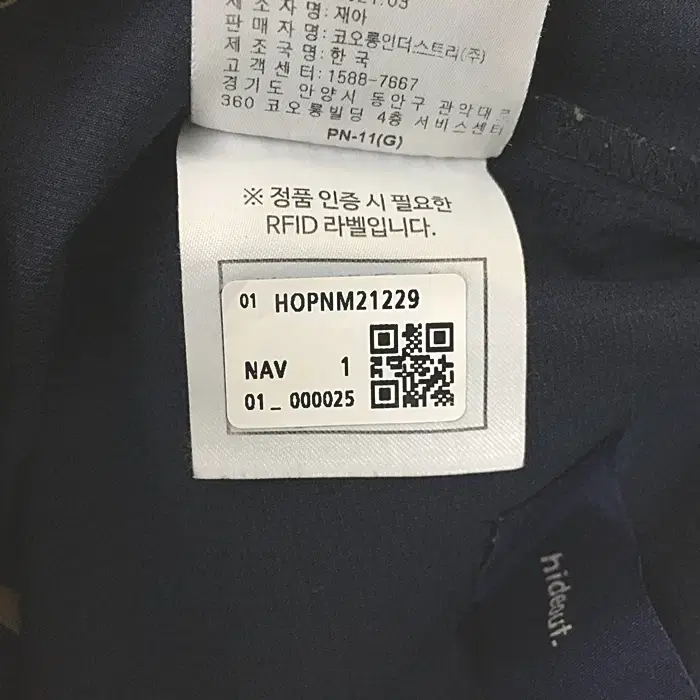 제조자명:재아
판매자명:코오롱인더스트리(주)
제조국명:한국
고객센터:1588-7667
경기도 안양시 동안구 관악대로
360 코오롱빌딩 4층 서비스센터
PN-11(G)
※ 정품 인증 시 필요한
RFID 라벨입니다.
01 HOPNM21229
NAV 1
01_ 000025
hideout.